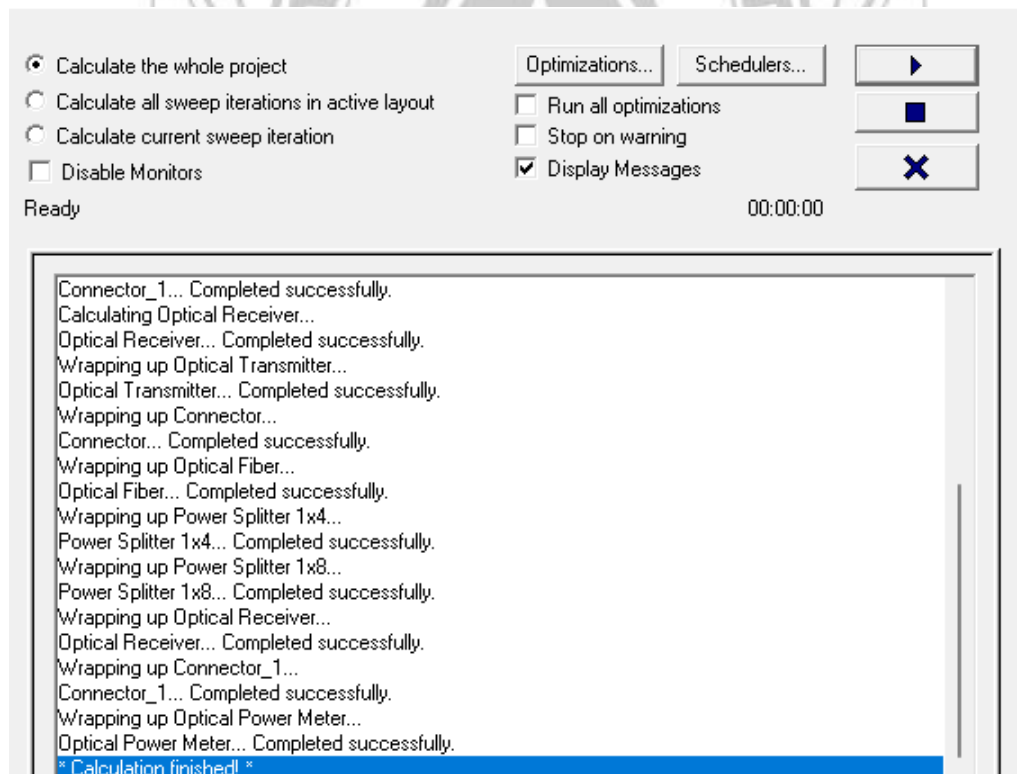 Calculate the whole project
Optimizations...
Schedulers...
Calculate all sweep iterations in active layout
Run all optimizations
Calculate current sweep iteration
Stop on warning
Disable Monitors
Display Messages
Ready
00:00:00
Connector_1... Completed successfully.
Calculating Optical Receiver...
Optical Receiver... Completed successfully.
Wrapping up Optical Transmitter...
Optical Transmitter... Completed successfully.
Wrapping up Connector...
Connector... Completed successfully.
Wrapping up Optical Fiber...
Optical Fiber... Completed successfully.
Wrapping up Power Splitter 1x4...
Power Splitter 1x4... Completed successfully.
Wrapping up Power Splitter 1x8...
Power Splitter 1x8... Completed successfully.
Wrapping up Optical Receiver...
Optical Receiver... Completed successfully.
Wrapping up Connector_1...
Connector_1... Completed successfully.
Wrapping up Optical Power Meter...
Optical Power Meter... Completed successfully.
* Calculation finished! *